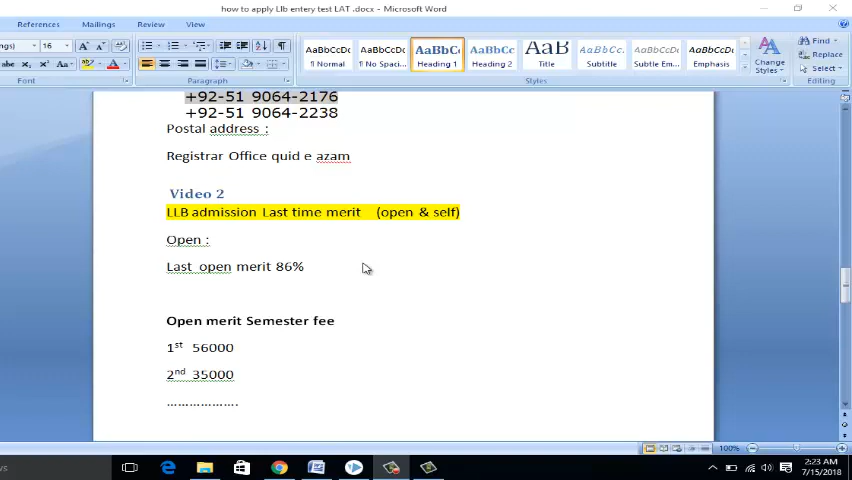 how to apply Llb entery test LAT .docx - Microsoft Word
References Mailings Review View
16
AaBbCcDc AaBbCcDc AaBbCc AaBbCc AaB AaBbCcDc AaBbCcDc AaBbCcDc
¶ Normal ¶ No Spaci... Heading 1 Heading 2 Title Subtitle Subtle Em... Emphasis
Change Styles
Find
Replace
Select
Font Paragraph Styles Editing
+92-51 9064-2176
+92-51 9064-2238
Postal address :
Registrar Office quid e azam
Video 2
LLB admission Last time merit (open & self)
Open :
Last open merit 86%
Open merit Semester fee
1st 56000
2nd 35000
……………….
100%
2:23 AM
7/15/2018